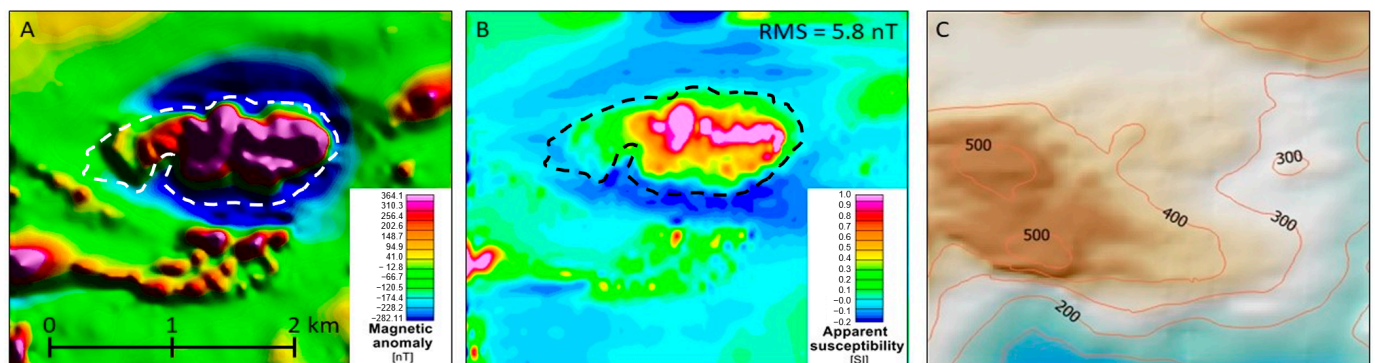 A
364.1
310.3
256.4
202.6
148.7
94.9
41.0
−12.8
−66.7
−120.5
−174.4
−228.2
−282.11
Magnetic
anomaly
[nT]
0 1 2 km
B
RMS = 5.8 nT
1.0
0.9
0.8
0.7
0.6
0.5
0.4
0.3
0.2
0.1
−0.0
−0.1
−0.2
Apparent
susceptibility
[SI]
C
500
500
400
300
300
200